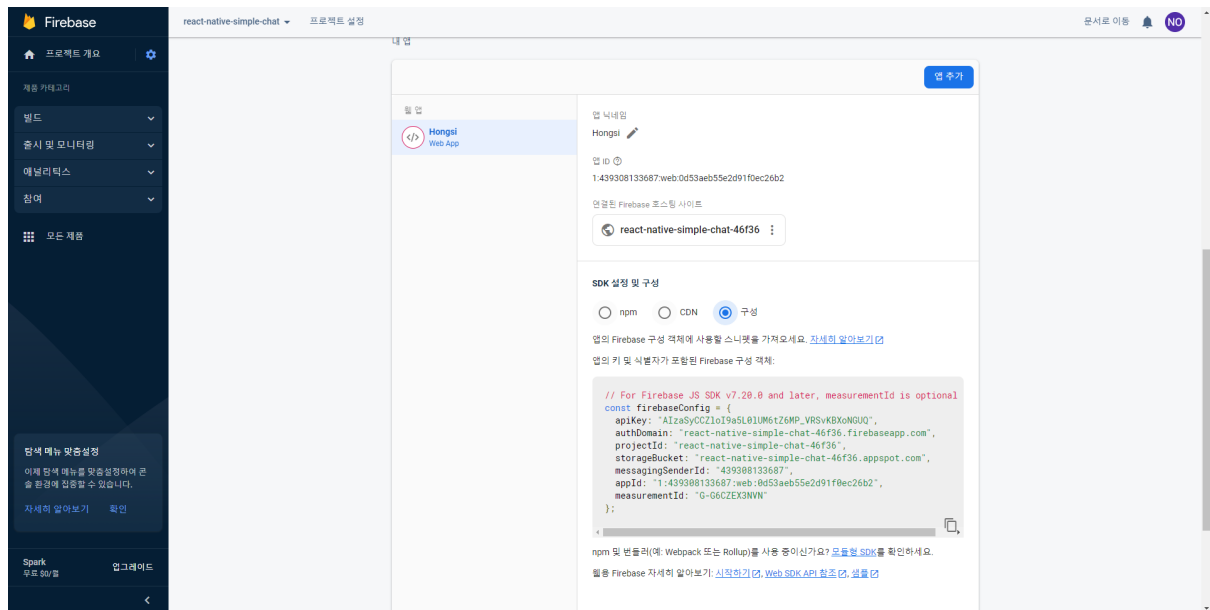 Firebase
react-native-simple-chat
프로젝트 설정
문서로 이동
NO
프로젝트 개요
제품 카테고리
빌드
출시 및 모니터링
애널리틱스
참여
모든 제품
탐색 메뉴 맞춤설정
이제 탐색 메뉴를 맞춤설정하여 콘
솔 환경에 집중할 수 있습니다.
자세히 알아보기 확인
Spark
무료 $0/월
업그레이드
내 앱
앱 추가
웹 앱
Hongsi
Web App
앱 닉네임
Hongsi
앱 ID
1:439308133687:web:0d53aeb55e2d91f0ec26b2
연결된 Firebase 호스팅 사이트
react-native-simple-chat-46f36
SDK 설정 및 구성
npm CDN 구성
앱의 Firebase 구성 객체에 사용할 스니펫을 가져오세요. 자세히 알아보기
앱의 키 및 식별자가 포함된 Firebase 구성 객체:
// For Firebase JS SDK v7.20.0 and later, measurementId is optional
const firebaseConfig = {
apiKey: "AIzaSyCCZloI9a5L0lUM6tZ6MP_VRSvKBXoNGUQ",
authDomain: "react-native-simple-chat-46f36.firebaseapp.com",
projectId: "react-native-simple-chat-46f36",
storageBucket: "react-native-simple-chat-46f36.appspot.com",
messagingSenderId: "439308133687",
appId: "1:439308133687:web:0d53aeb55e2d91f0ec26b2",
measurementId: "G-G6CZEX3NVN"
};
npm 및 번들러(예: Webpack 또는 Rollup)를 사용 중이신가요? 모듈형 SDK를 확인하세요.
웹용 Firebase 자세히 알아보기: 시작하기, Web SDK API 참조, 샘플